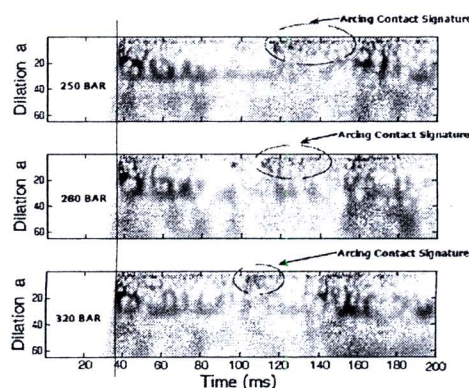 Arcing Contact Signature
Dilation a
20
40
60
250 BAR
Arcing Contact Signature
Dilation a
20
40
60
280 BAR
Arcing Contact Signature
Dilation a
20
40
60
320 BAR
20 40 60 80 100 120 140 160 180 200
Time (ms)